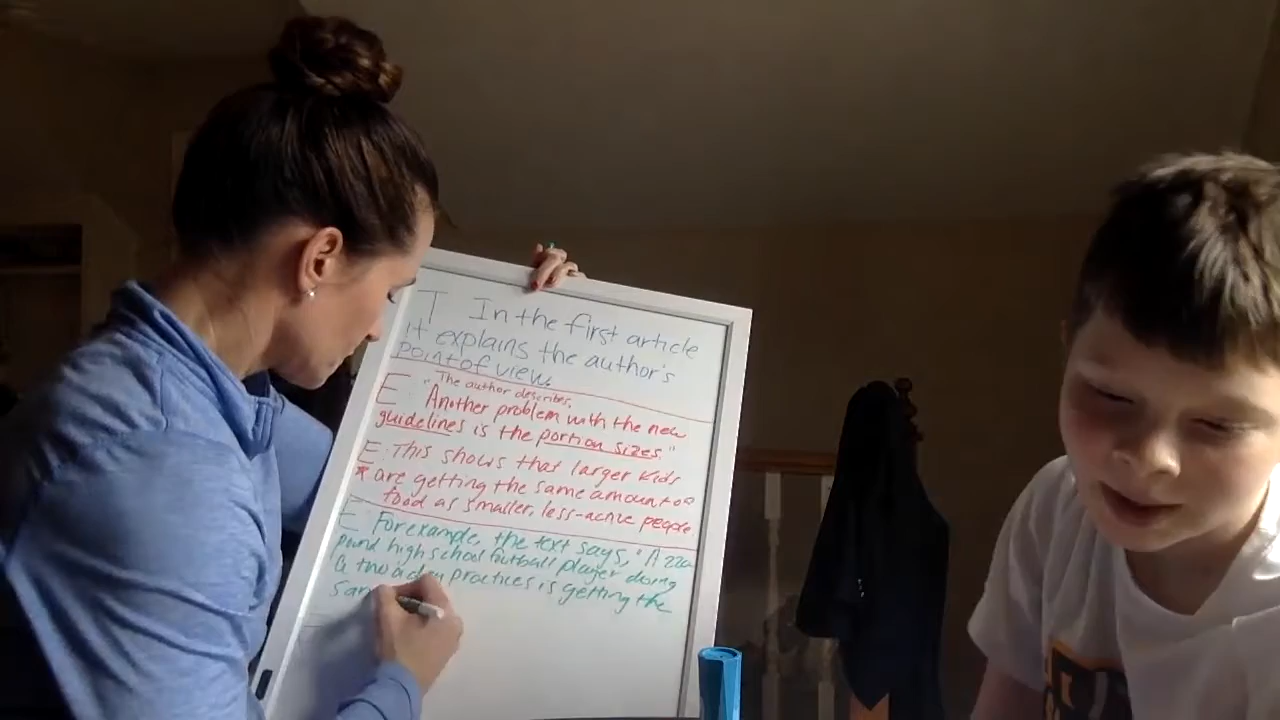 T In the first article
it explains the author's
point of view.
E: "The author describes,
Another problem with the new
guidelines is the portion sizes."
E: This shows that larger kids
* are getting the same amount of
food as smaller, less-active people.
E For example, the text says, "A 220
pound high school football player doing
a two a day practices is getting the